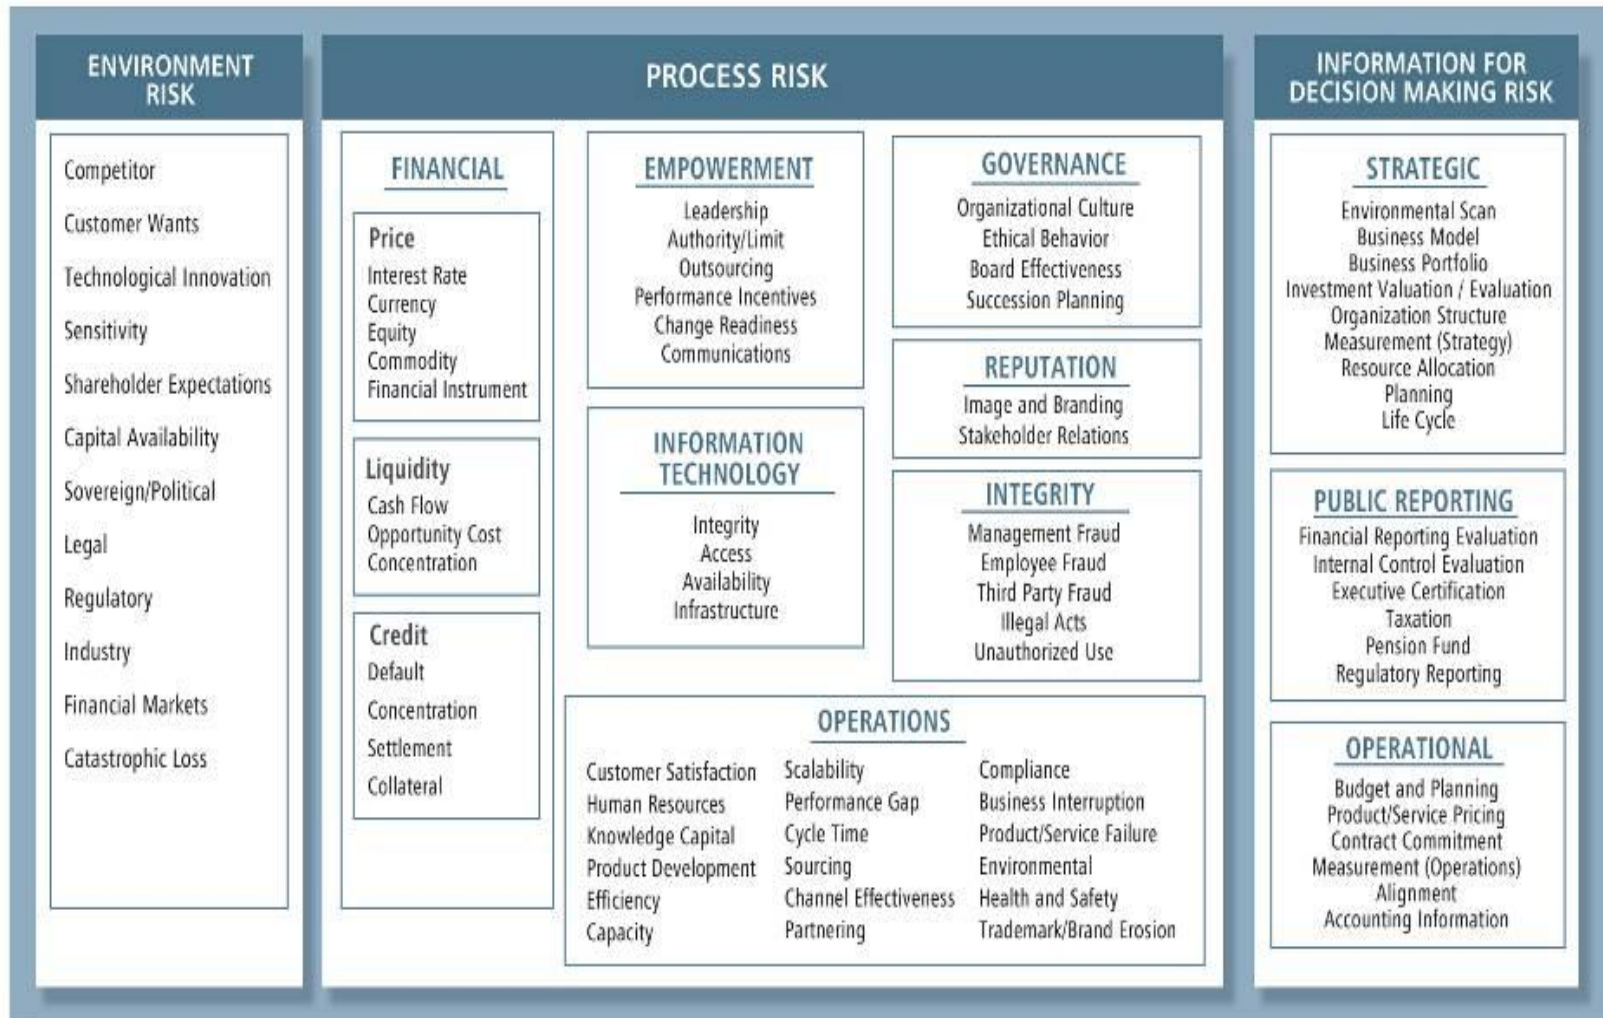 ENVIRONMENT
RISK
Competitor
Customer Wants
Technological Innovation
Sensitivity
Shareholder Expectations
Capital Availability
Sovereign/Political
Legal
Regulatory
Industry
Financial Markets
Catastrophic Loss
PROCESS RISK
FINANCIAL
Price
Interest Rate
Currency
Equity
Commodity
Financial Instrument
Liquidity
Cash Flow
Opportunity Cost
Concentration
Credit
Default
Concentration
Settlement
Collateral
EMPOWERMENT
Leadership
Authority/Limit
Outsourcing
Performance Incentives
Change Readiness
Communications
INFORMATION
TECHNOLOGY
Integrity
Access
Availability
Infrastructure
GOVERNANCE
Organizational Culture
Ethical Behavior
Board Effectiveness
Succession Planning
REPUTATION
Image and Branding
Stakeholder Relations
INTEGRITY
Management Fraud
Employee Fraud
Third Party Fraud
Illegal Acts
Unauthorized Use
OPERATIONS
Customer Satisfaction
Human Resources
Knowledge Capital
Product Development
Efficiency
Capacity
Scalability
Performance Gap
Cycle Time
Sourcing
Channel Effectiveness
Partnering
Compliance
Business Interruption
Product/Service Failure
Environmental
Health and Safety
Trademark/Brand Erosion
INFORMATION FOR
DECISION MAKING RISK
STRATEGIC
Environmental Scan
Business Model
Business Portfolio
Investment Valuation / Evaluation
Organization Structure
Measurement (Strategy)
Resource Allocation
Planning
Life Cycle
PUBLIC REPORTING
Financial Reporting Evaluation
Internal Control Evaluation
Executive Certification
Taxation
Pension Fund
Regulatory Reporting
OPERATIONAL
Budget and Planning
Product/Service Pricing
Contract Commitment
Measurement (Operations)
Alignment
Accounting Information